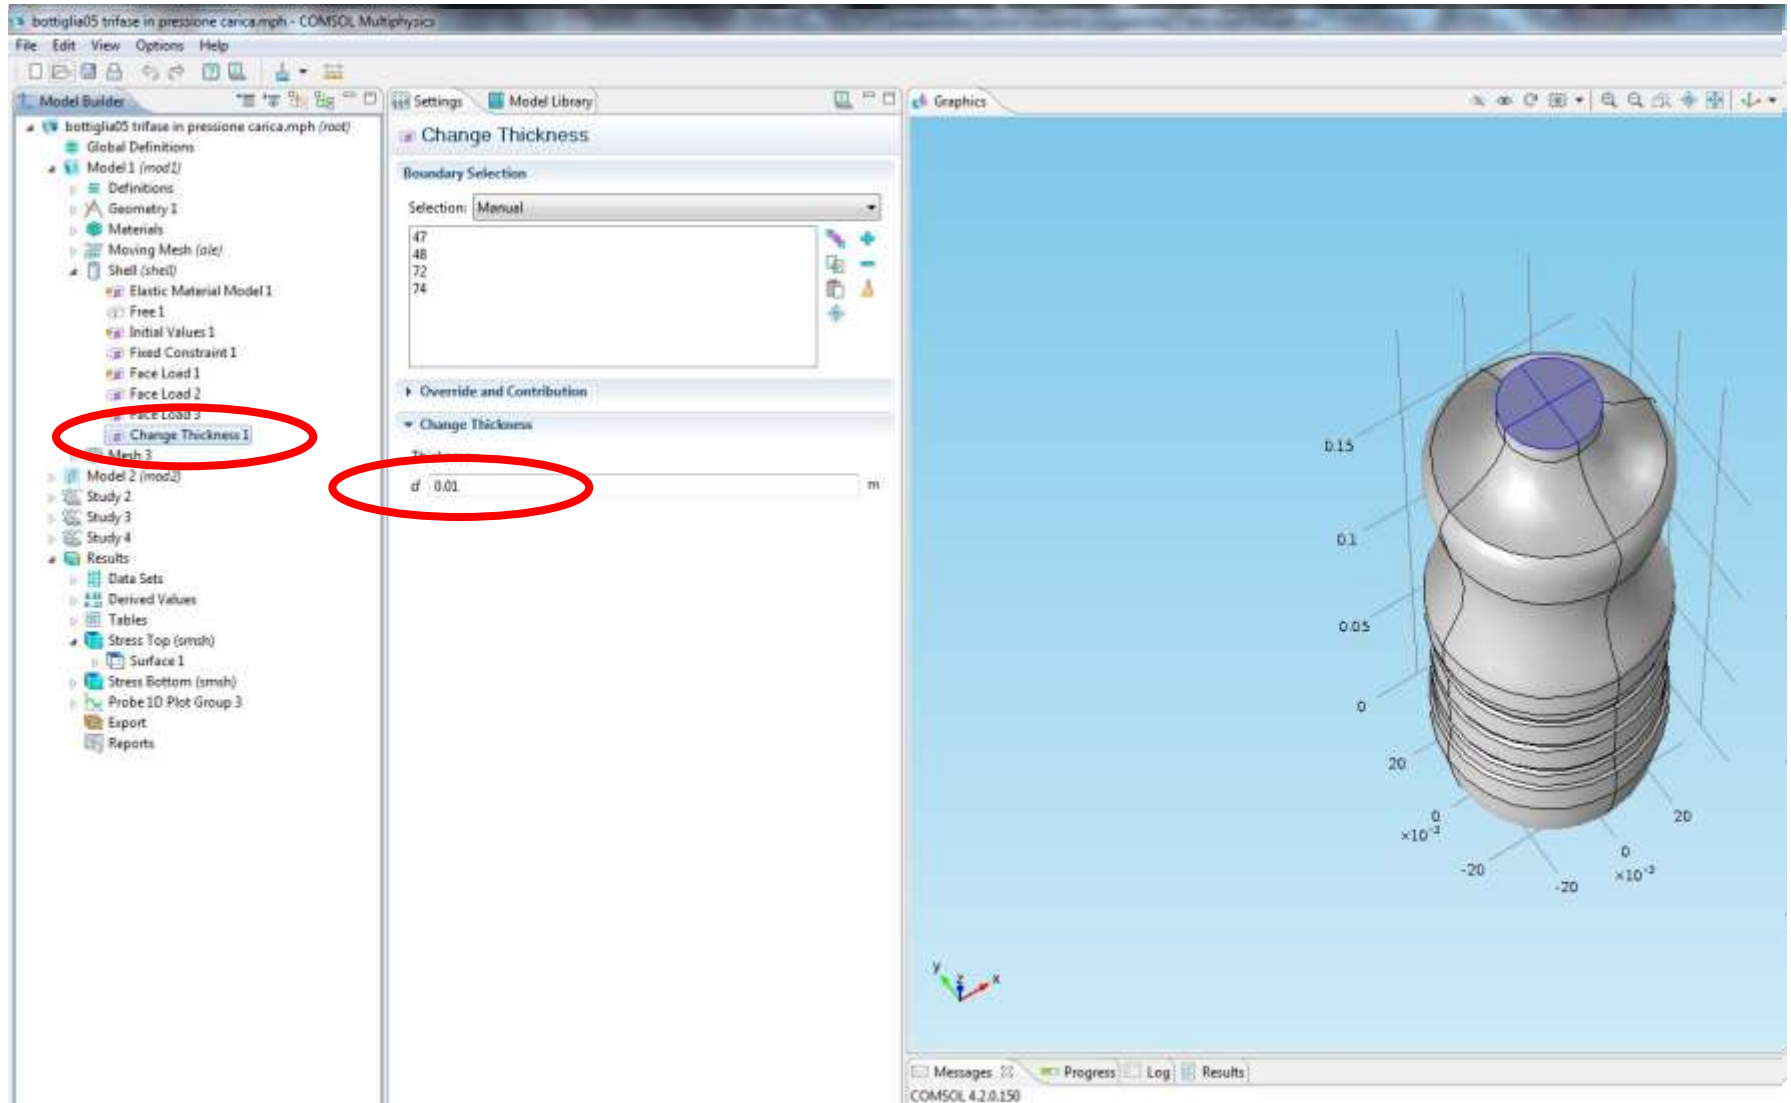 bottiglia05 trifase in pressione carica.mph - COMSOL Multiphysics
File Edit View Options Help
Model Builder
bottiglia05 trifase in pressione carica.mph (root)
Global Definitions
Model 1 (mod1)
Definitions
Geometry 1
Materials
Moving Mesh (ale)
Shell (shell)
Elastic Material Model 1
Free 1
Initial Values 1
Fixed Constraint 1
Face Load 1
Face Load 2
Face Load 3
Change Thickness 1
Mesh 3
Model 2 (mod2)
Study 2
Study 3
Study 4
Results
Data Sets
Derived Values
Tables
Stress Top (smsh)
Surface 1
Stress Bottom (smsh)
Probe 1D Plot Group 3
Export
Reports
Settings Model Library
Change Thickness
Boundary Selection
Selection: Manual
47
48
72
74
Override and Contribution
Change Thickness
d 0.01 m
Graphics
0.15
0.1
0.05
0
20
0
×10⁻³
-20
20
0
×10⁻³
-20
y z x
Messages Progress Log Results
COMSOL 4.2.0.150